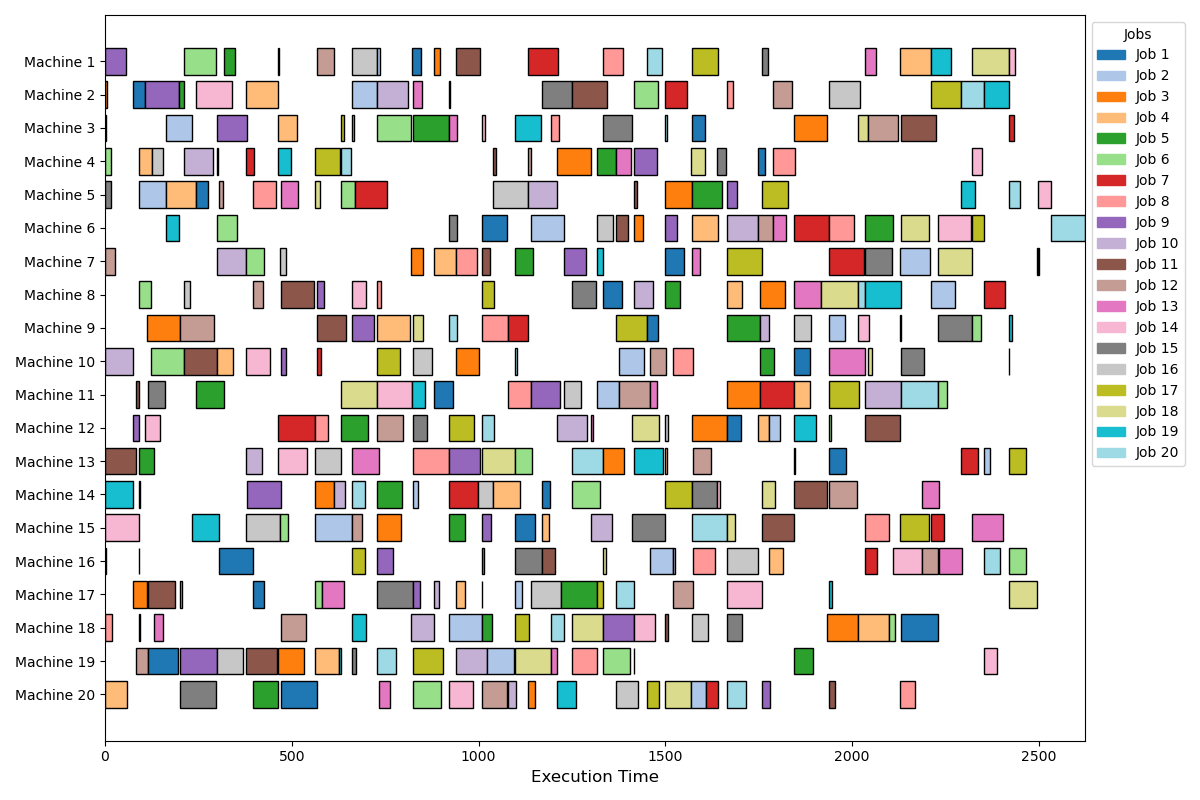 Machine 1
Machine 2
Machine 3
Machine 4
Machine 5
Machine 6
Machine 7
Machine 8
Machine 9
Machine 10
Machine 11
Machine 12
Machine 13
Machine 14
Machine 15
Machine 16
Machine 17
Machine 18
Machine 19
Machine 20
0 500 1000 1500 2000 2500
Execution Time
Jobs
Job 1
Job 2
Job 3
Job 4
Job 5
Job 6
Job 7
Job 8
Job 9
Job 10
Job 11
Job 12
Job 13
Job 14
Job 15
Job 16
Job 17
Job 18
Job 19
Job 20